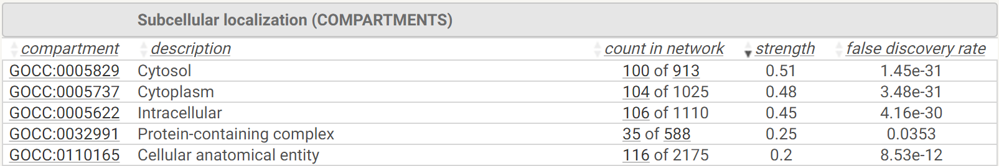 Subcellular localization (COMPARTMENTS)
compartment description count in network strength false discovery rate
GOCC:0005829 Cytosol 100 of 913 0.51 1.45e-31
GOCC:0005737 Cytoplasm 104 of 1025 0.48 3.48e-31
GOCC:0005622 Intracellular 106 of 1110 0.45 4.16e-30
GOCC:0032991 Protein-containing complex 35 of 588 0.25 0.0353
GOCC:0110165 Cellular anatomical entity 116 of 2175 0.2 8.53e-12